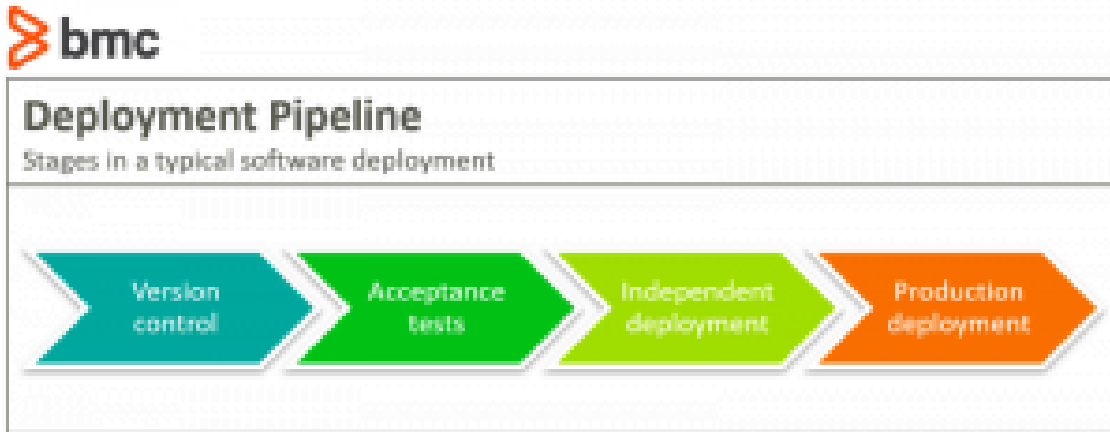 bmc
Deployment Pipeline
Stages in a typical software deployment
Version
control
Acceptance
tests
Independent
deployment
Production
deployment